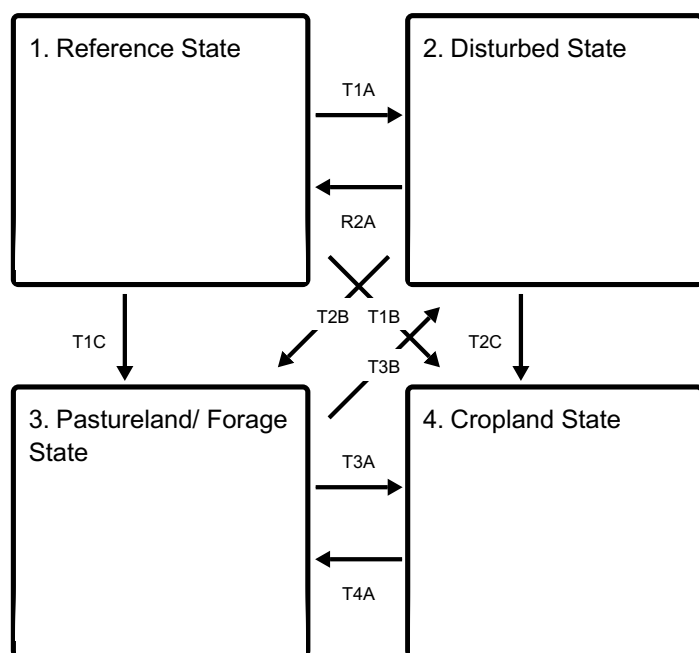 1. Reference State
2. Disturbed State
T1A
R2A
T2B
T1B
T1C
T3B
T2C
3. Pastureland/ Forage
State
4. Cropland State
T3A
T4A